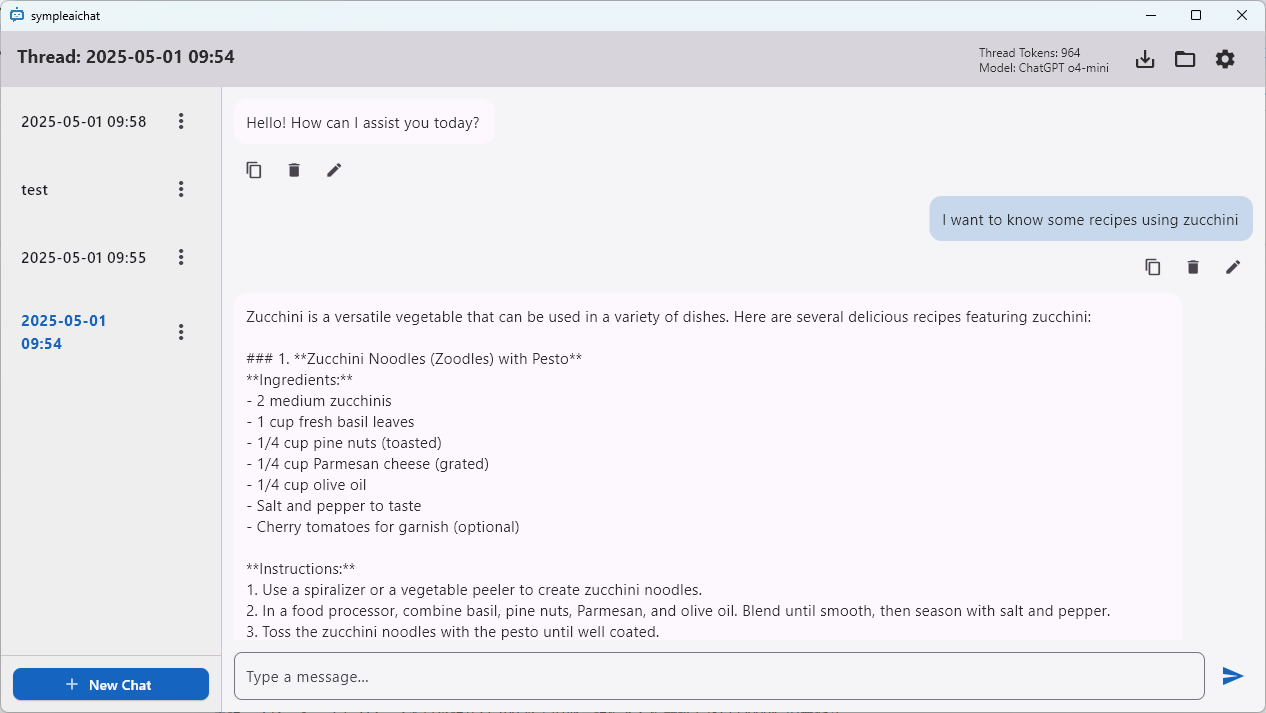 sympleaichat
Thread: 2025-05-01 09:54
Thread Tokens: 964
Model: ChatGPT o4-mini
2025-05-01 09:58
test
2025-05-01 09:55
2025-05-01
09:54
New Chat
Hello! How can I assist you today?
I want to know some recipes using zucchini
Zucchini is a versatile vegetable that can be used in a variety of dishes. Here are several delicious recipes featuring zucchini:
### 1. **Zucchini Noodles (Zoodles) with Pesto**
**Ingredients:**
- 2 medium zucchinis
- 1 cup fresh basil leaves
- 1/4 cup pine nuts (toasted)
- 1/4 cup Parmesan cheese (grated)
- 1/4 cup olive oil
- Salt and pepper to taste
- Cherry tomatoes for garnish (optional)
**Instructions:**
1. Use a spiralizer or a vegetable peeler to create zucchini noodles.
2. In a food processor, combine basil, pine nuts, Parmesan, and olive oil. Blend until smooth, then season with salt and pepper.
3. Toss the zucchini noodles with the pesto until well coated.
Type a message...